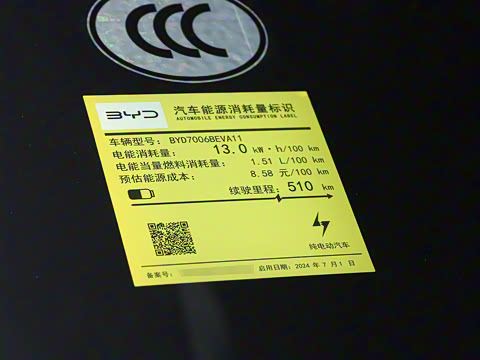 CCC
BYD 汽车能源消耗量标识
AUTOMOBILE ENERGY CONSUMPTION LABEL
车辆型号： BYD7006BEVA11
电能消耗量： 13.0 kW·h/100 km
电能当量燃料消耗量： 1.51 L/100 km
预估能源成本： 8.58 元/100 km
续驶里程：510 km
纯电动汽车
备案号： 启用日期：2024 年 7 月 1 日